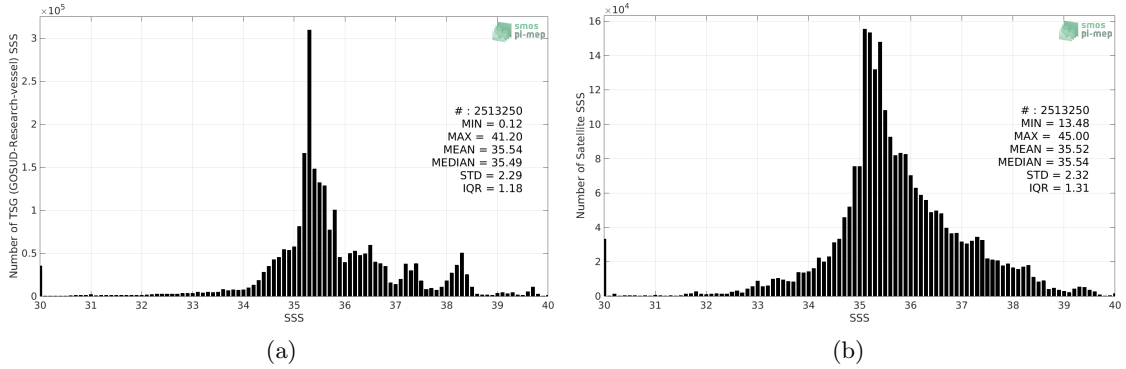 ×10^5
3
2.5
2
1.5
1
0.5
0
30 31 32 33 34 35 36 37 38 39 40
SSS
Number of TSG (GOSUD-Research-vessel) SSS
smos
pi-mep
# : 2513250
MIN = 0.12
MAX = 41.20
MEAN = 35.54
MEDIAN = 35.49
STD = 2.29
IQR = 1.18
(a)
×10^4
16
14
12
10
8
6
4
2
0
30 31 32 33 34 35 36 37 38 39 40
SSS
Number of Satellite SSS
smos
pi-mep
# : 2513250
MIN = 13.48
MAX = 45.00
MEAN = 35.52
MEDIAN = 35.54
STD = 2.32
IQR = 1.31
(b)